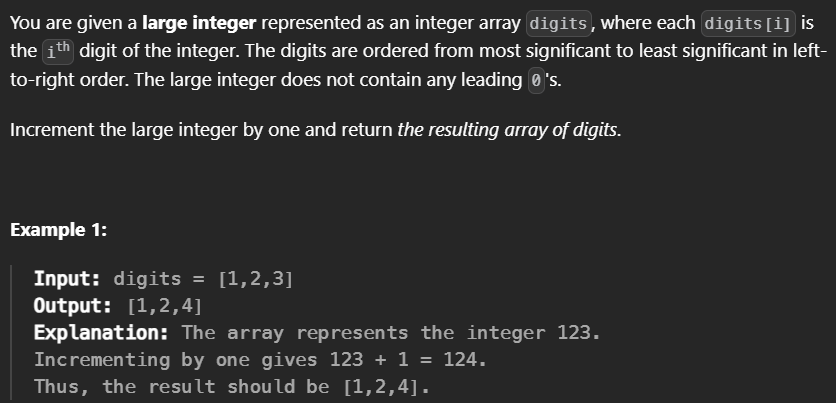 You are given a large integer represented as an integer array digits, where each digits[i] is
the ith digit of the integer. The digits are ordered from most significant to least significant in left-
to-right order. The large integer does not contain any leading 0's.
Increment the large integer by one and return the resulting array of digits.
Example 1:
Input: digits = [1,2,3]
Output: [1,2,4]
Explanation: The array represents the integer 123.
Incrementing by one gives 123 + 1 = 124.
Thus, the result should be [1,2,4].